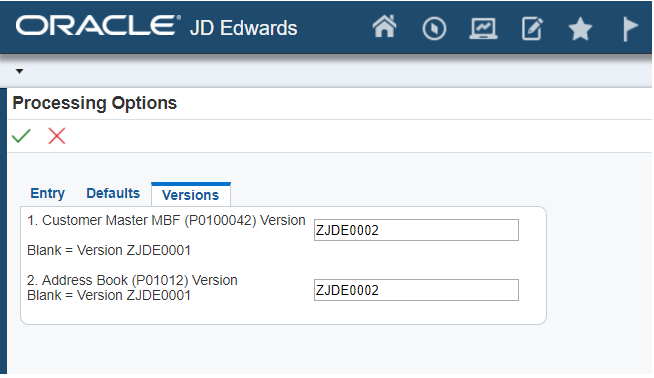 ORACLE JD Edwards
Processing Options
Entry Defaults Versions
1. Customer Master MBF (P0100042) Version ZJDE0002
Blank = Version ZJDE0001
2. Address Book (P01012) Version
Blank = Version ZJDE0001 ZJDE0002